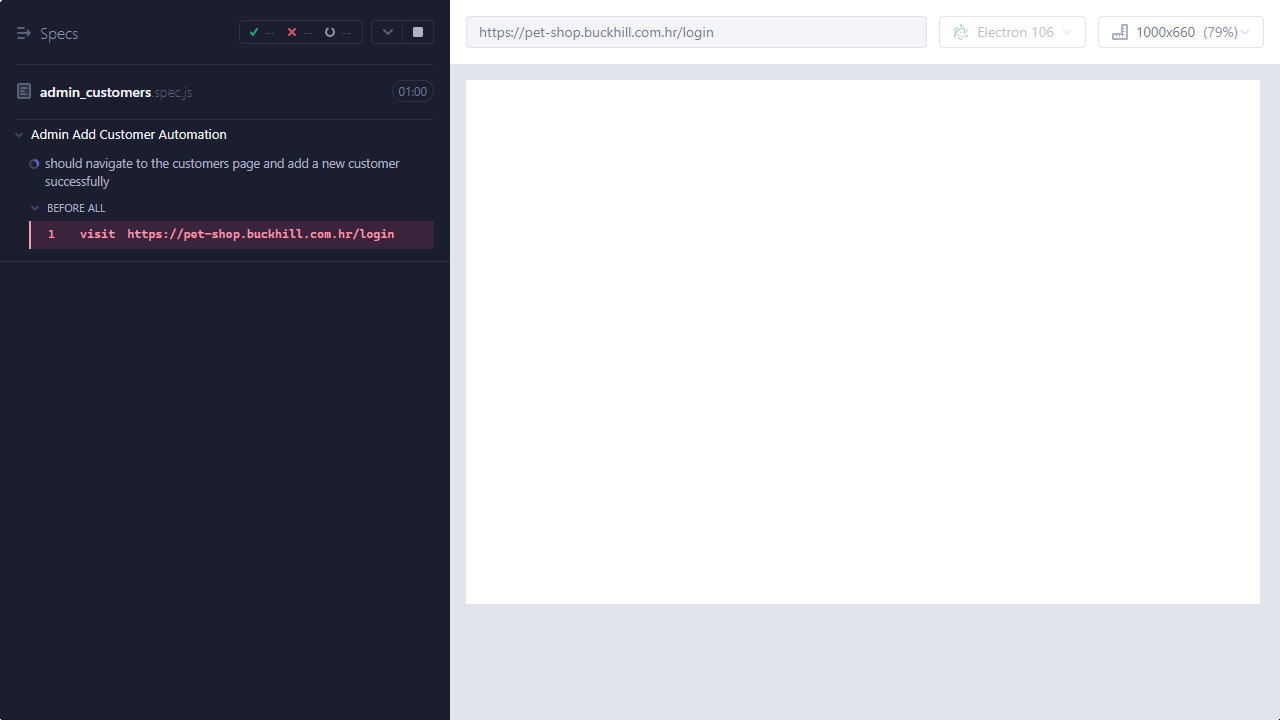 Specs
--
--
--
https://pet-shop.buckhill.com.hr/login
Electron 106
1000x660 (79%)
admin_customers spec.js
01:00
Admin Add Customer Automation
should navigate to the customers page and add a new customer
successfully
BEFORE ALL
1 visit https://pet-shop.buckhill.com.hr/login